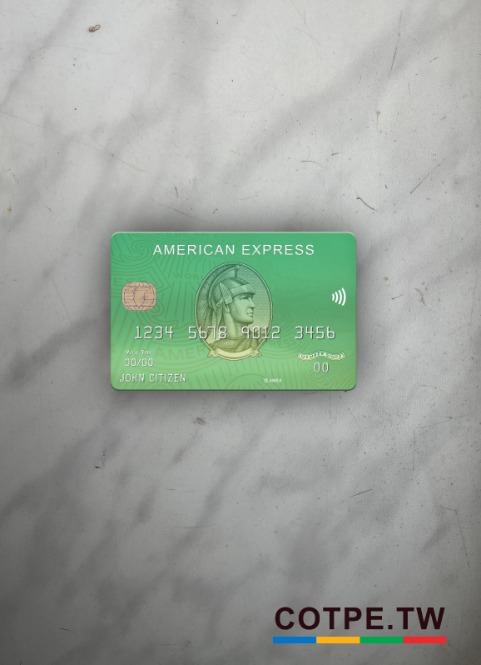 AMERICAN EXPRESS
1234 5678 9012 3456
00/00
00
JOHN CITIZEN
COTPE.TW